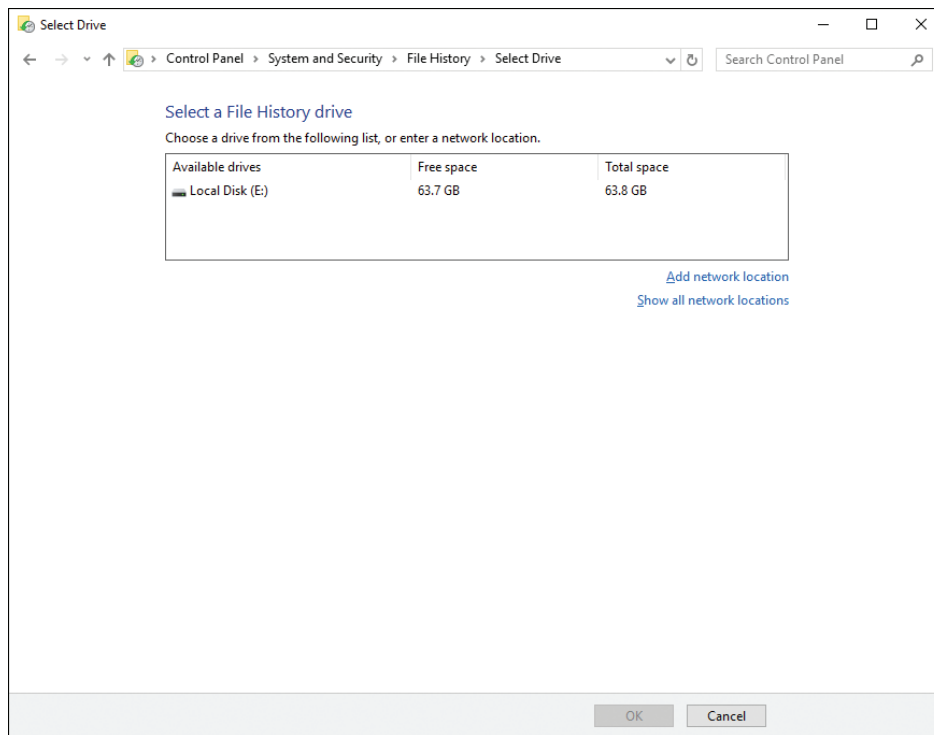 Select Drive
Control Panel > System and Security > File History > Select Drive
Search Control Panel
Select a File History drive
Choose a drive from the following list, or enter a network location.
Available drives Free space Total space
Local Disk (E:) 63.7 GB 63.8 GB
Add network location
Show all network locations
OK Cancel